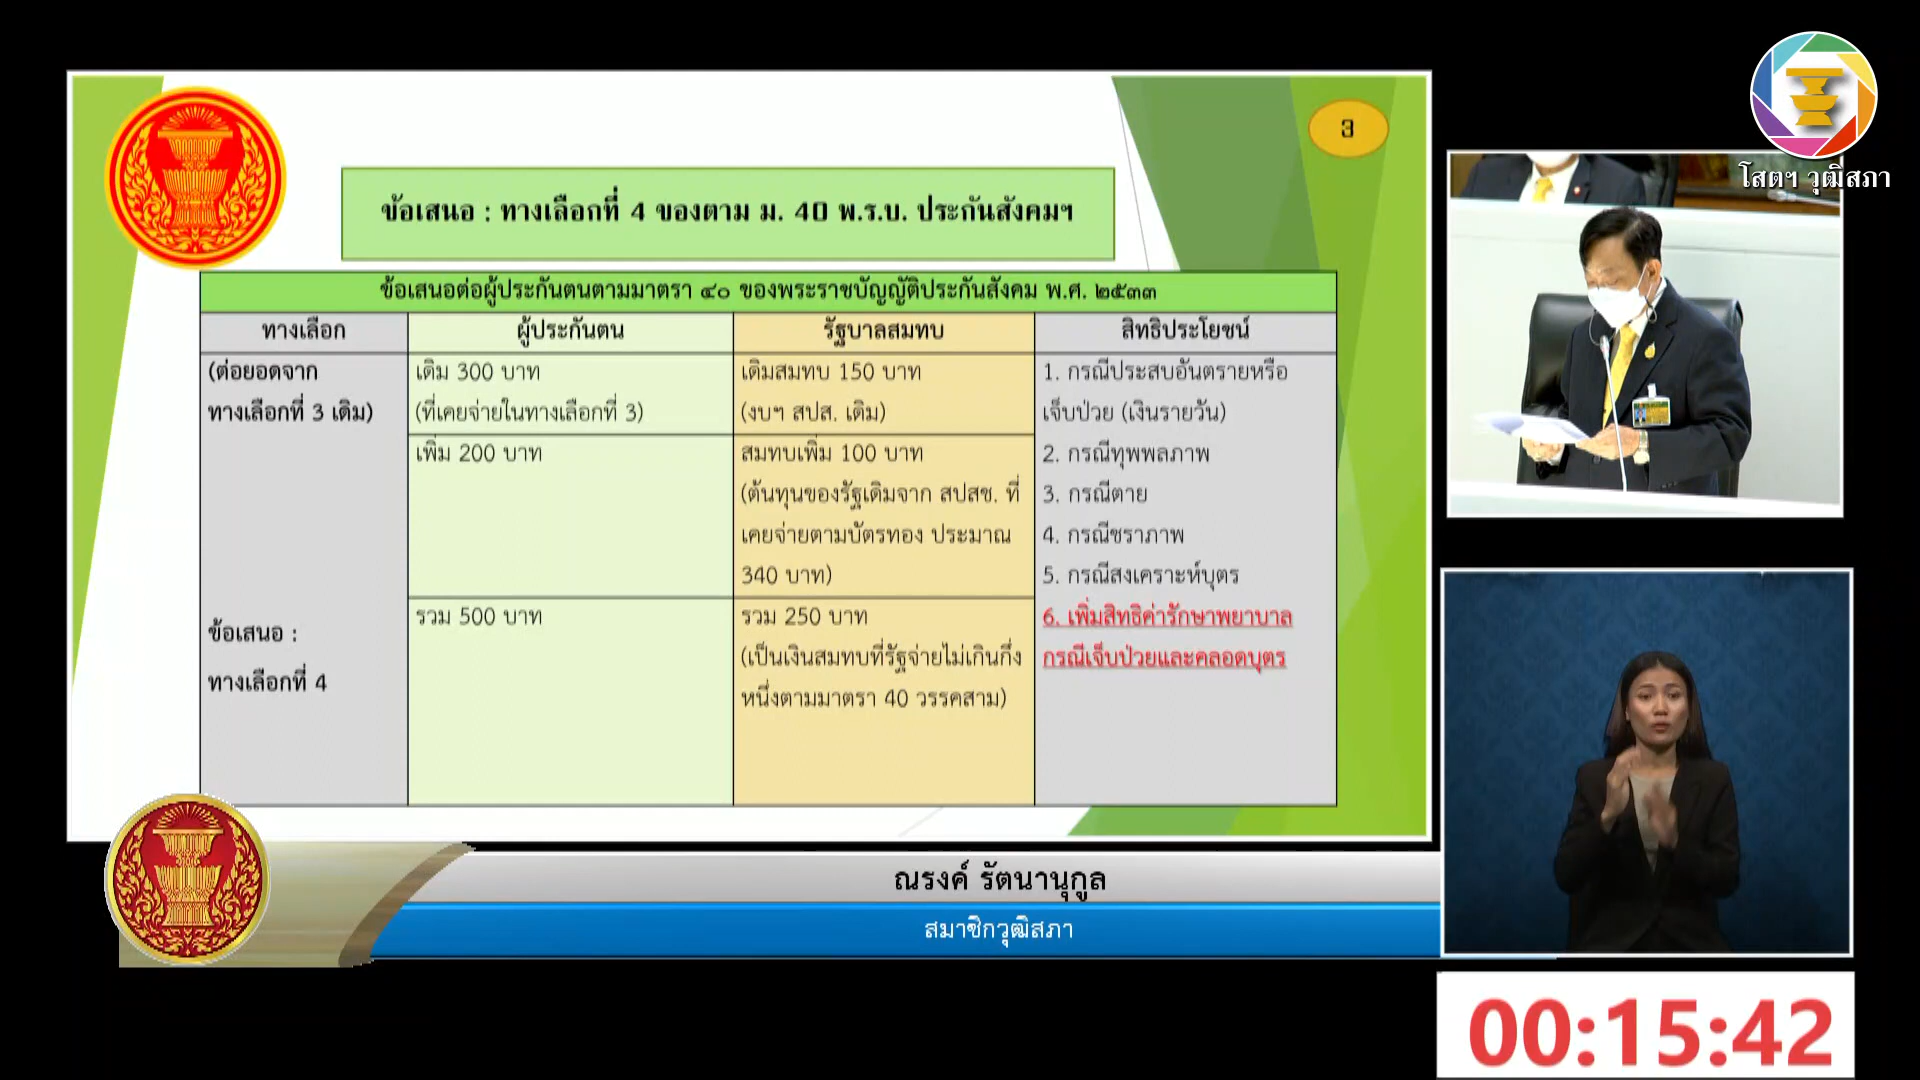 3
โสตฯ วุฒิสภา
ข้อเสนอ : ทางเลือกที่ 4 ของตาม ม. 40 พ.ร.บ. ประกันสังคมฯ
ข้อเสนอต่อผู้ประกันตนตามมาตรา ๔๐ ของพระราชบัญญัติประกันสังคม พ.ศ. ๒๕๓๓
ทางเลือก
ผู้ประกันตน
รัฐบาลสมทบ
สิทธิประโยชน์
(ต่อยอดจาก
ทางเลือกที่ 3 เดิม)
ข้อเสนอ :
ทางเลือกที่ 4
เดิม 300 บาท
(ที่เคยจ่ายในทางเลือกที่ 3)
เพิ่ม 200 บาท
รวม 500 บาท
เดิมสมทบ 150 บาท
(งบฯ สปส. เดิม)
สมทบเพิ่ม 100 บาท
(ต้นทุนของรัฐเดิมจาก สปสช. ที่
เคยจ่ายตามบัตรทอง ประมาณ
340 บาท)
รวม 250 บาท
(เป็นเงินสมทบที่รัฐจ่ายไม่เกินกึ่ง
หนึ่งตามมาตรา 40 วรรคสาม)
1. กรณีประสบอันตรายหรือ
เจ็บป่วย (เงินรายวัน)
2. กรณีทุพพลภาพ
3. กรณีตาย
4. กรณีชราภาพ
5. กรณีสงเคราะห์บุตร
6. เพิ่มสิทธิค่ารักษาพยาบาล
กรณีเจ็บป่วยและคลอดบุตร
ณรงค์ รัตนานุกูล
สมาชิกวุฒิสภา
00:15:42